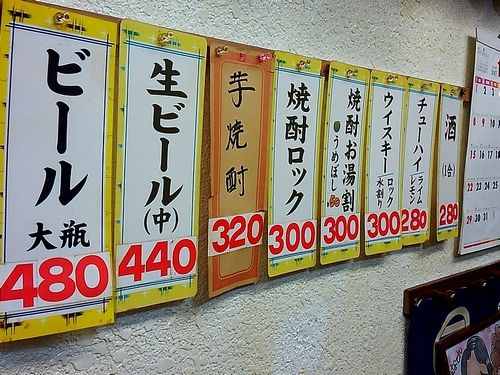 ビール
大瓶
480
生ビール
(中)
440
芋焼酎
320
焼酎ロック
300
焼酎お湯割
うめぼし
300
ウイスキー
ロック
水割り
300
チューハイ
ライム
レモン
280
酒
(1合)
280